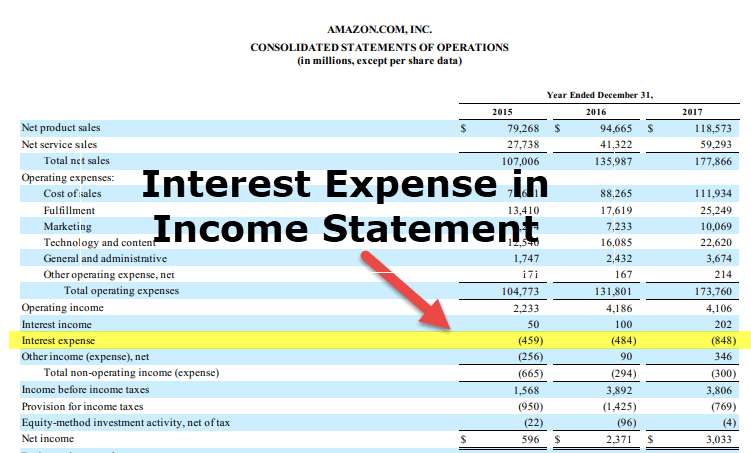 AMAZON.COM, INC.
CONSOLIDATED STATEMENTS OF OPERATIONS
(in millions, except per share data)
Year Ended December 31,
2015 2016 2017
Net product sales $ 79,268 $ 94,665 $ 118,573
Net service sales 27,738 41,322 59,293
Total net sales 107,006 135,987 177,866
Operating expenses:
Cost of sales 88,265 111,934
Interest Expense in
Fulfillment 13,410 17,619 25,249
Marketing 7,233 10,069
Income Statement
Technology and content 12,540 16,085 22,620
General and administrative 1,747 2,432 3,674
Other operating expense, net 171 167 214
Total operating expenses 104,773 131,801 173,760
Operating income 2,233 4,186 4,106
Interest income 50 100 202
Interest expense (459) (484) (848)
Other income (expense), net (256) 90 346
Total non-operating income (expense) (665) (294) (300)
Income before income taxes 1,568 3,892 3,806
Provision for income taxes (950) (1,425) (769)
Equity-method investment activity, net of tax (22) (96) (4)
Net income $ 596 $ 2,371 $ 3,033